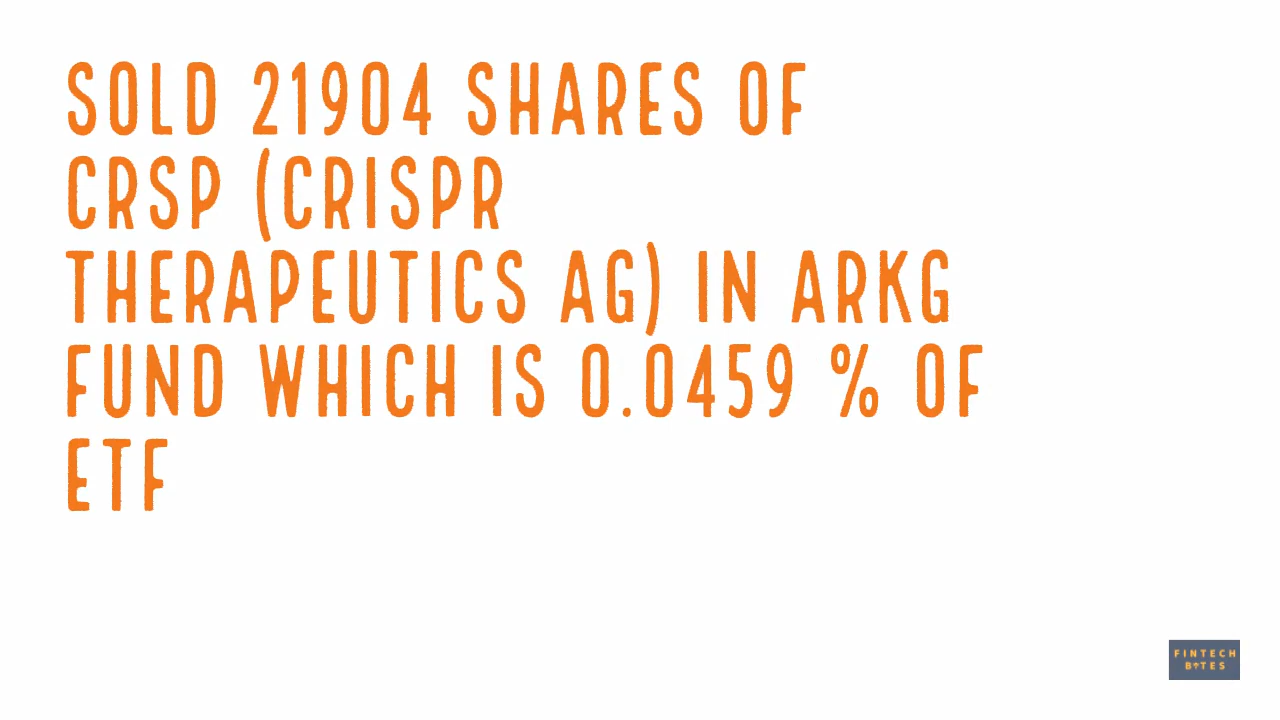 SOLD 21904 SHARES OF
CRSP (CRISPR
THERAPEUTICS AG) IN ARKG
FUND WHICH IS 0.0459 % OF
ETF
FINTECH
BYTES